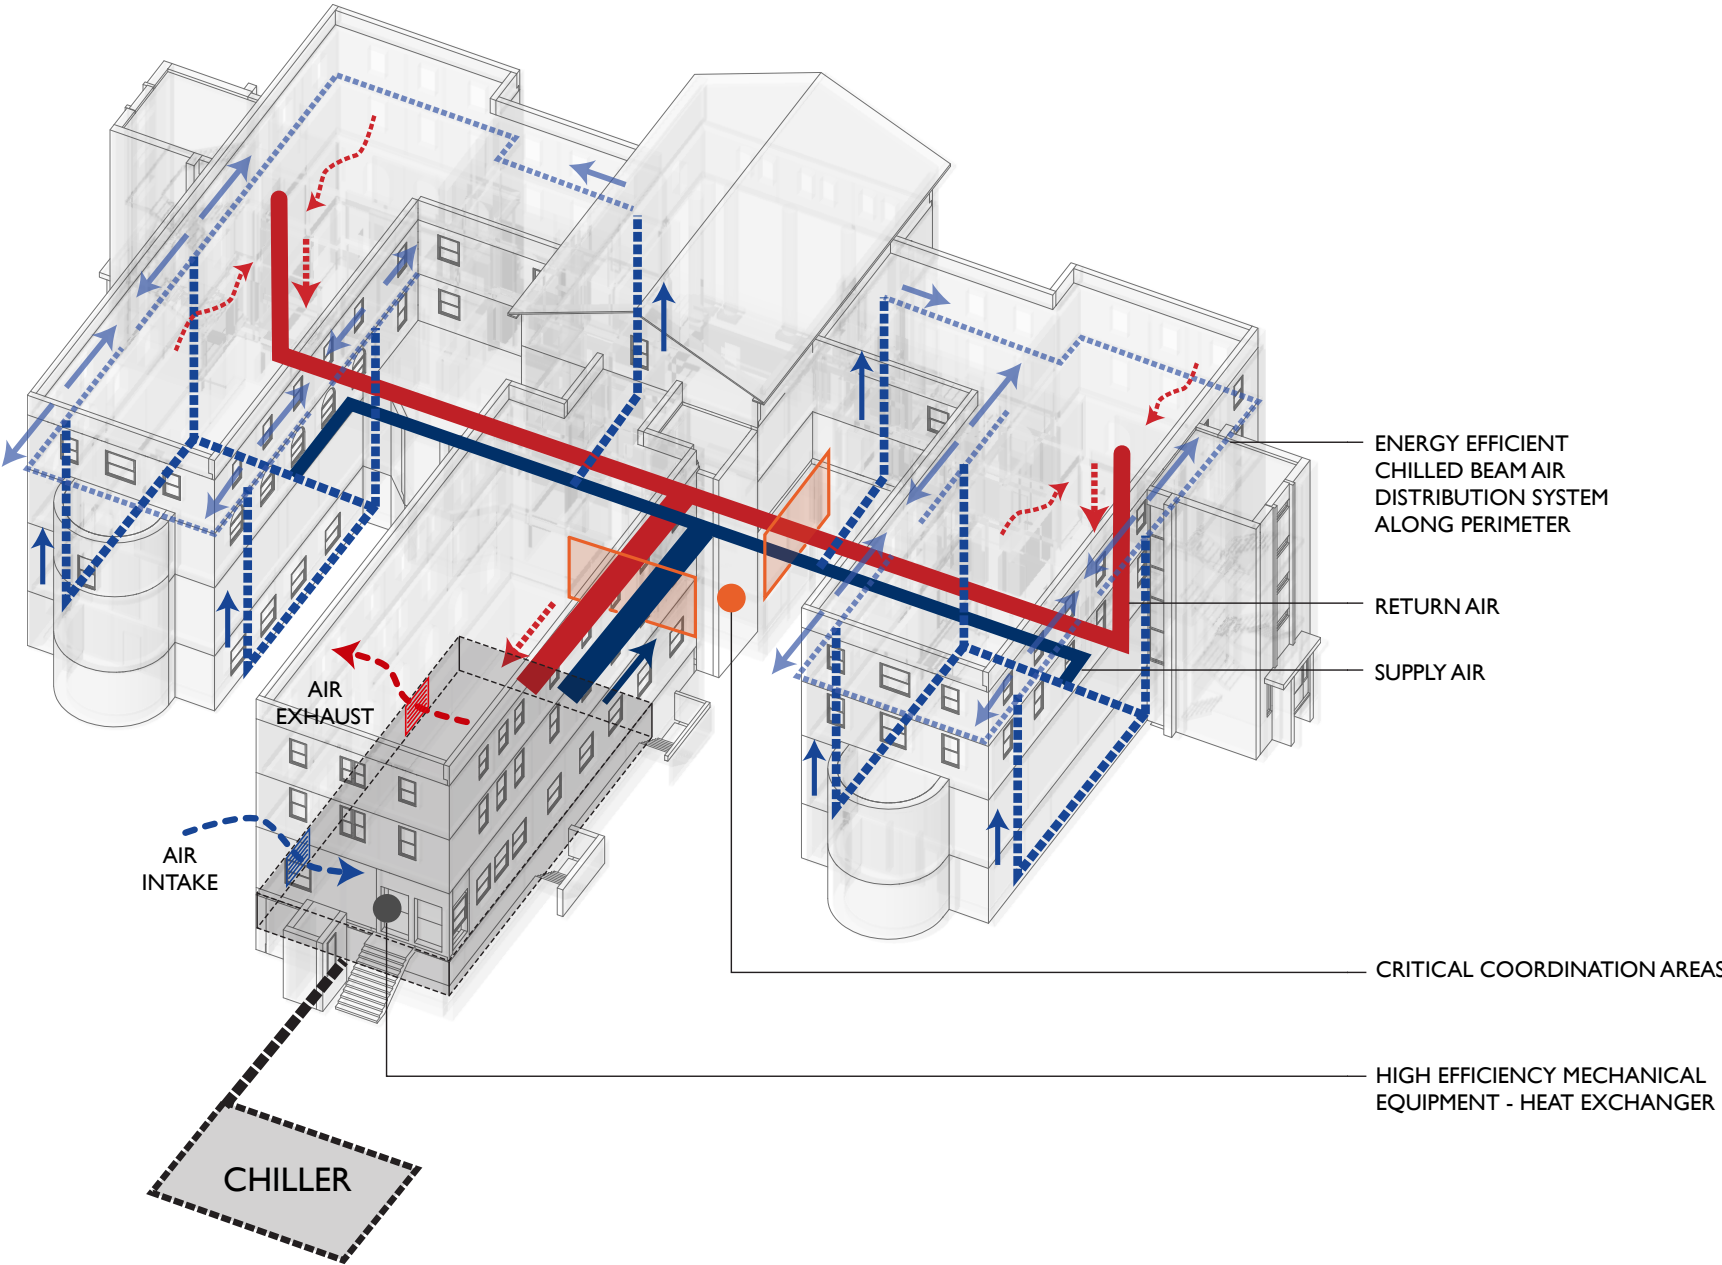 ENERGY EFFICIENT
CHILLED BEAM AIR
DISTRIBUTION SYSTEM
ALONG PERIMETER
RETURN AIR
SUPPLY AIR
AIR
EXHAUST
AIR
INTAKE
CRITICAL COORDINATION AREAS
HIGH EFFICIENCY MECHANICAL
EQUIPMENT - HEAT EXCHANGER
CHILLER